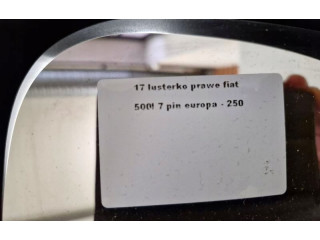 17 lusterko prawe fiat
500l 7 pin europa - 250